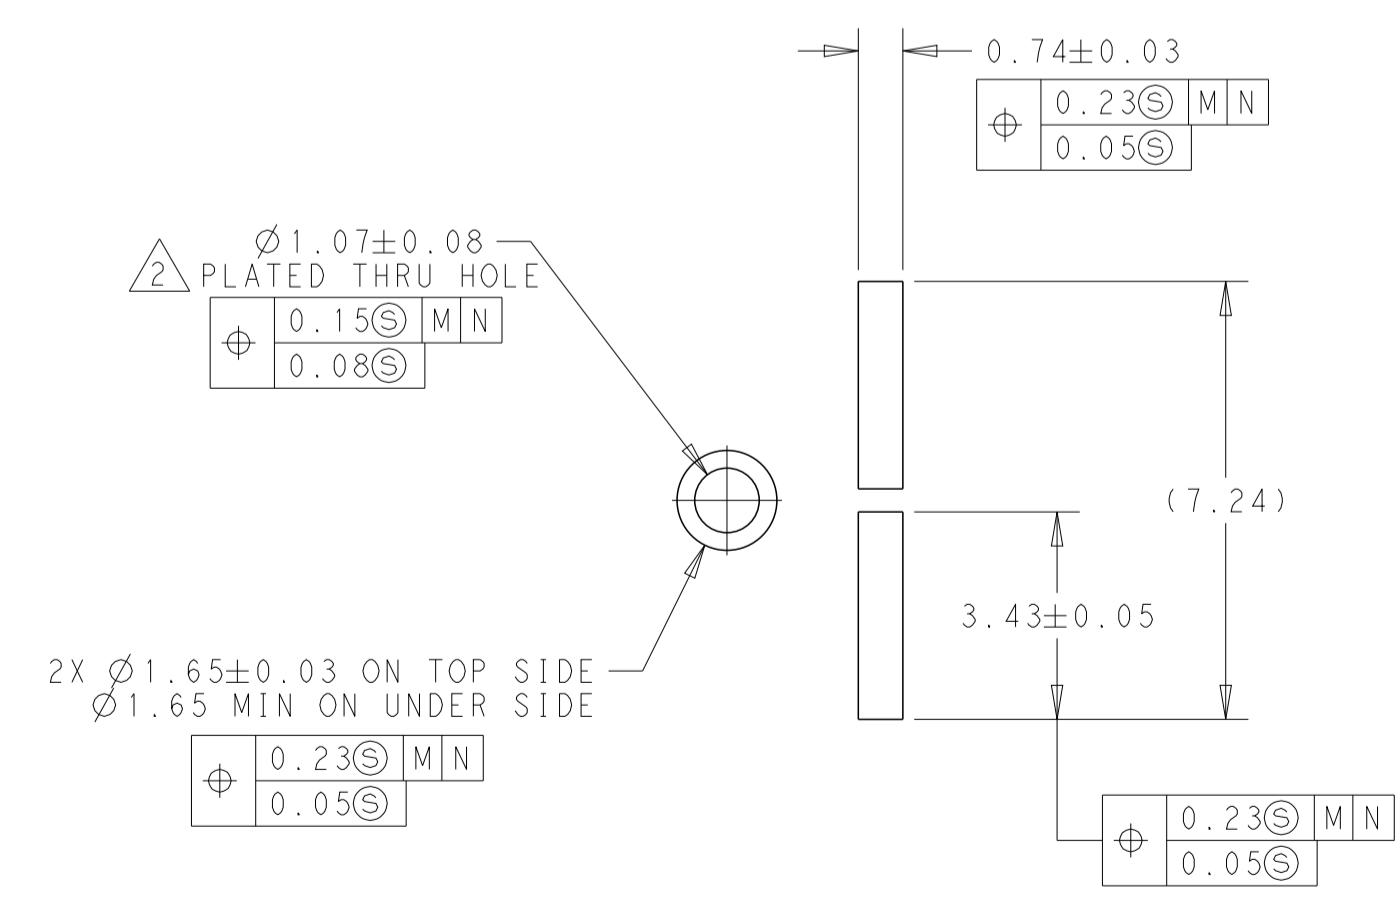 0.74±0.03
⌖ 0.23Ⓢ M N
0.05Ⓢ
Ø1.07±0.08
2 PLATED THRU HOLE
⌖ 0.15Ⓢ M N
0.08Ⓢ
(7.24)
3.43±0.05
2X Ø1.65±0.03 ON TOP SIDE
Ø1.65 MIN ON UNDER SIDE
⌖ 0.23Ⓢ M N
0.05Ⓢ
⌖ 0.23Ⓢ M N
0.05Ⓢ